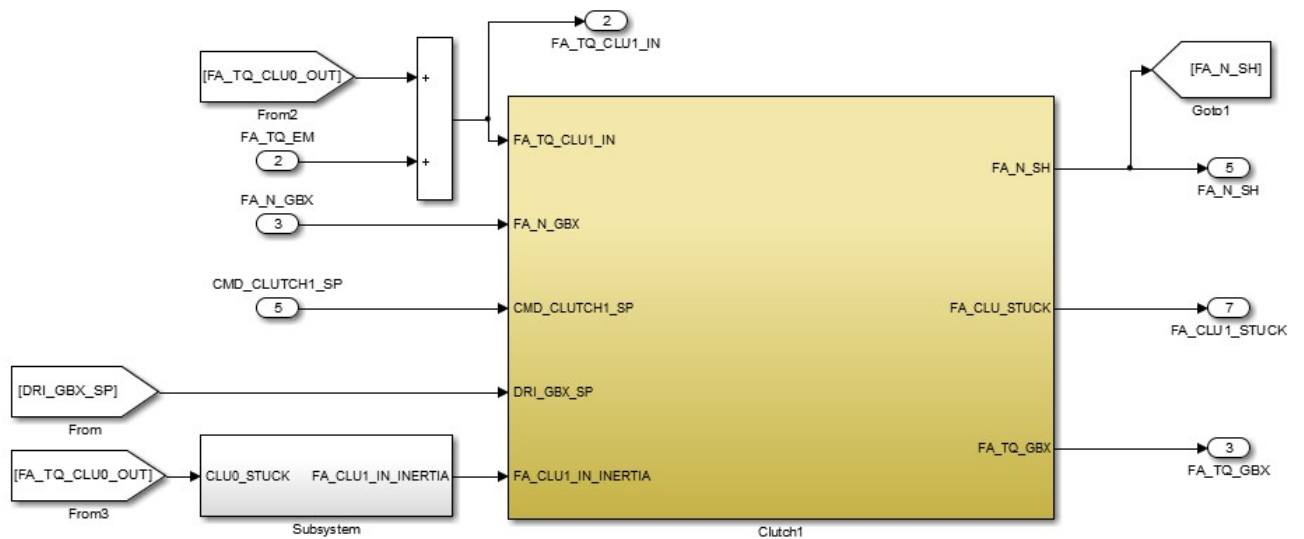 2
FA_TQ_CLU1_IN
[FA_TQ_CLU0_OUT]
From2
+
+
FA_TQ_EM
2
FA_N_GBX
3
CMD_CLUTCH1_SP
5
[DRI_GBX_SP]
From
[FA_TQ_CLU0_OUT]
From3
CLU0_STUCK
FA_CLU1_IN_INERTIA
Subsystem
FA_TQ_CLU1_IN
FA_N_GBX
CMD_CLUTCH1_SP
DRI_GBX_SP
FA_CLU1_IN_INERTIA
FA_N_SH
FA_CLU_STUCK
FA_TQ_GBX
Clutch1
[FA_N_SH]
Goto1
5
FA_N_SH
7
FA_CLU1_STUCK
3
FA_TQ_GBX